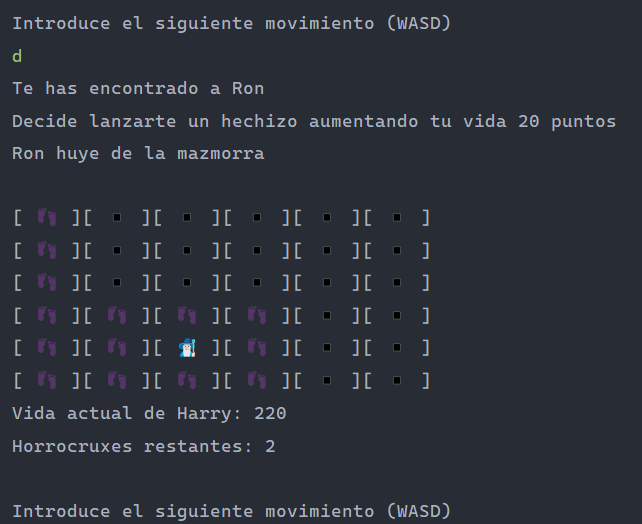 Introduce el siguiente movimiento (WASD)
d
Te has encontrado a Ron
Decide lanzarte un hechizo aumentando tu vida 20 puntos
Ron huye de la mazmorra
[ 👣 ][ ▪ ][ ▪ ][ ▪ ][ ▪ ][ ▪ ]
[ 👣 ][ ▪ ][ ▪ ][ ▪ ][ ▪ ][ ▪ ]
[ 👣 ][ ▪ ][ ▪ ][ ▪ ][ ▪ ][ ▪ ]
[ 👣 ][ 👣 ][ 👣 ][ 👣 ][ ▪ ][ ▪ ]
[ 👣 ][ 👣 ][ 🧙 ][ 👣 ][ ▪ ][ ▪ ]
[ 👣 ][ 👣 ][ 👣 ][ 👣 ][ ▪ ][ ▪ ]
Vida actual de Harry: 220
Horrocruxes restantes: 2
Introduce el siguiente movimiento (WASD)